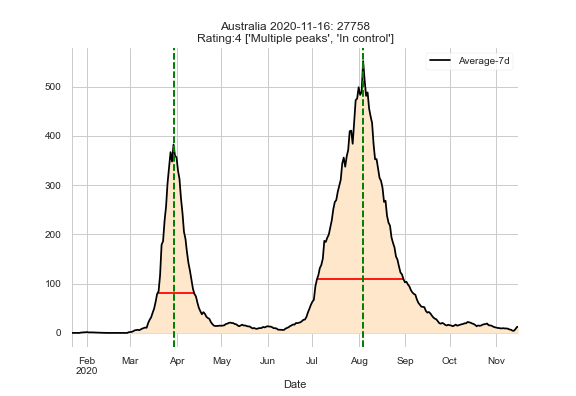 Australia 2020-11-16: 27758
Rating:4 ['Multiple peaks', 'In control']
Average-7d
500
400
300
200
100
0
Feb Mar Apr May Jun Jul Aug Sep Oct Nov
2020
Date